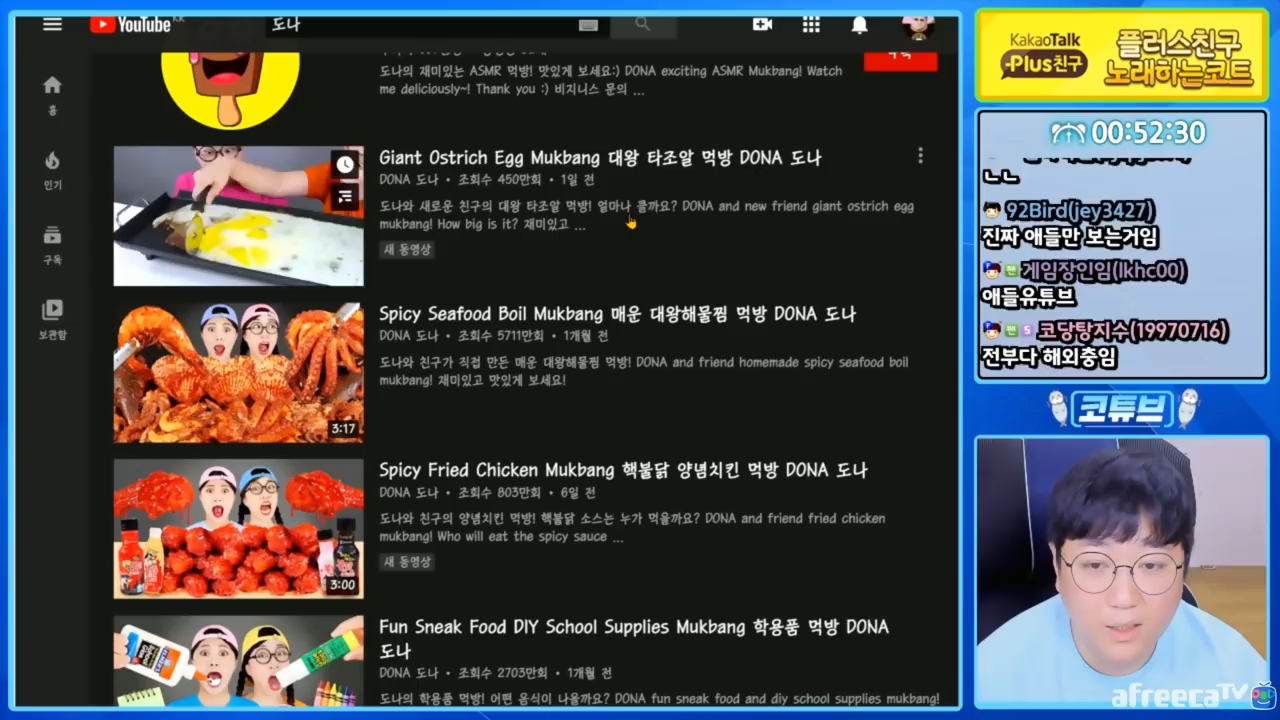 YouTube KR
도나
홈
인기
구독
보관함
도나의 재미있는 ASMR 먹방! 맛있게 보세요:) DONA exciting ASMR Mukbang! Watch
me deliciously~! Thank you :) 비지니스 문의 ...
Giant Ostrich Egg Mukbang 대왕 타조알 먹방 DONA 도나
DONA 도나 • 조회수 450만회 • 1일 전
도나와 새로운 친구의 대왕 타조알 먹방! 얼마나 클까요? DONA and new friend giant ostrich egg
mukbang! How big is it? 재미있고 ...
새 동영상
Spicy Seafood Boil Mukbang 매운 대왕해물찜 먹방 DONA 도나
DONA 도나 • 조회수 5711만회 • 1개월 전
도나와 친구가 직접 만든 매운 대왕해물찜 먹방! DONA and friend homemade spicy seafood boil
mukbang! 재미있고 맛있게 보세요!
3:17
Spicy Fried Chicken Mukbang 핵불닭 양념치킨 먹방 DONA 도나
DONA 도나 • 조회수 803만회 • 6일 전
도나와 친구의 양념치킨 먹방! 핵불닭 소스는 누가 먹을까요? DONA and friend fried chicken
mukbang! Who will eat the spicy sauce ...
새 동영상
3:00
Fun Sneak Food DIY School Supplies Mukbang 학용품 먹방 DONA
도나
DONA 도나 • 조회수 2703만회 • 1개월 전
도나의 학용품 먹방! 어떤 음식이 나올까요? DONA fun sneak food and diy school supplies mukbang!
KakaoTalk
Plus친구
플러스친구
노래하는코트
00:52:30
ㄴㄴ
92Bird(jey3427)
진짜 애들만 보는거임
게임장인임(lkhc00)
애들유튜브
코당탕지수(19970716)
전부다 해외충임
코튜브
afreecaTV